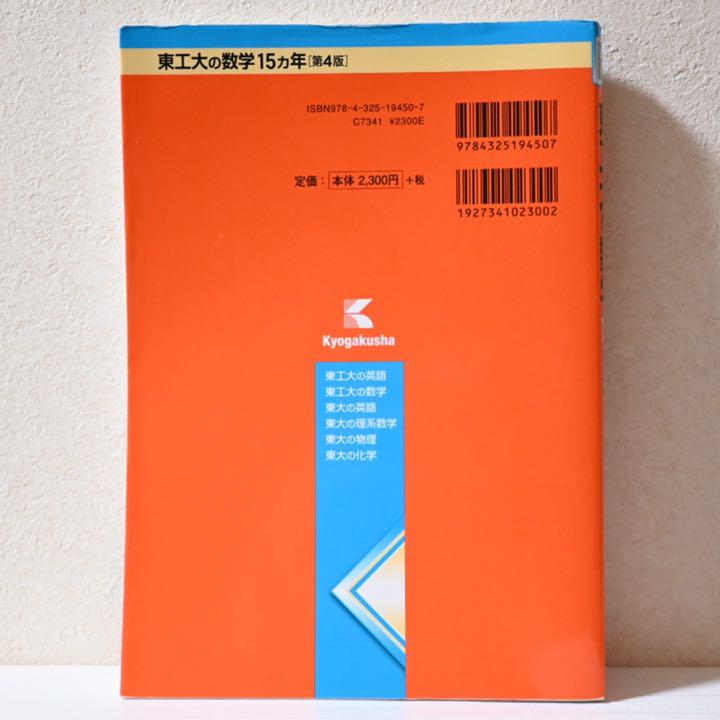 東工大の数学15カ年[第4版]
ISBN978-4-325-19450-7
C7341 ¥2300E
9784325194507
定価：本体 2,300円＋税
1927341023002
Kyogakusha
東工大の英語
東工大の数学
東大の英語
東大の理系数学
東大の物理
東大の化学